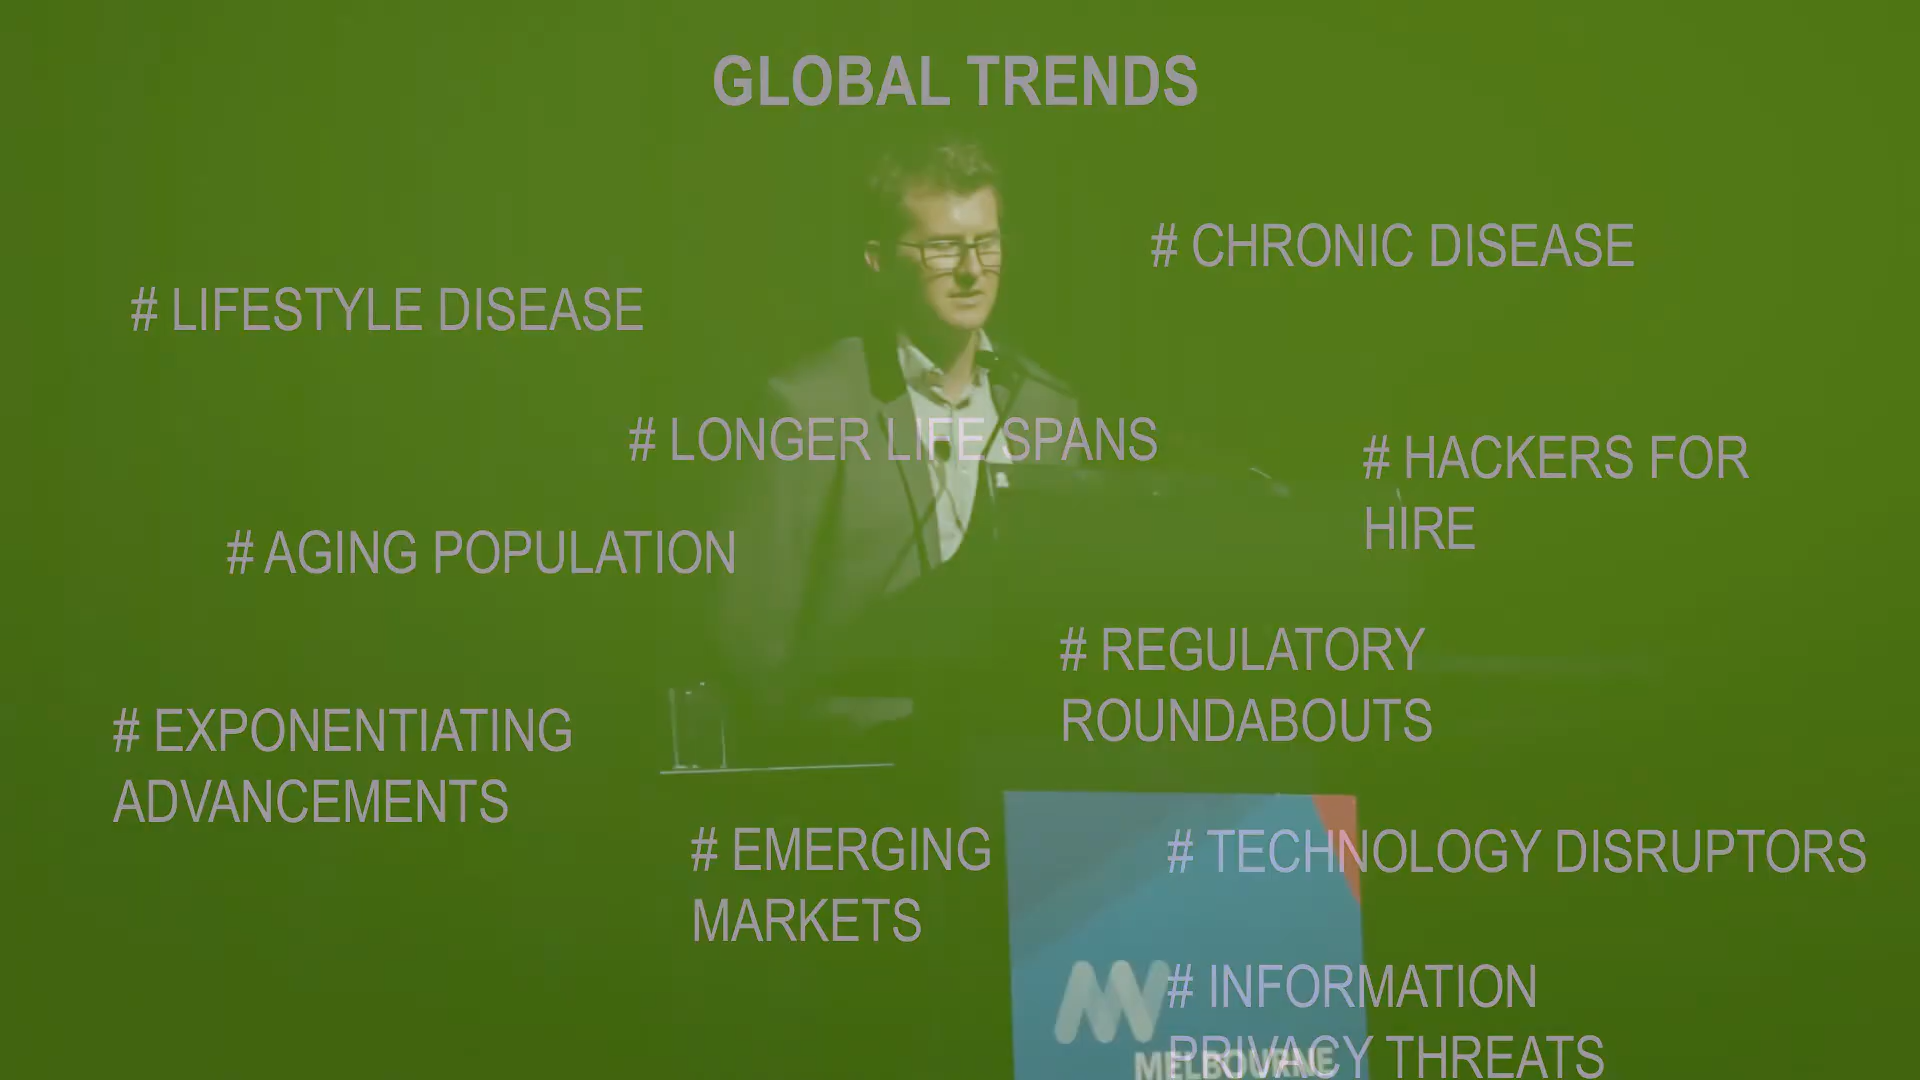 GLOBAL TRENDS
# CHRONIC DISEASE
# LIFESTYLE DISEASE
# LONGER LIFE SPANS
# HACKERS FOR
HIRE
# AGING POPULATION
# REGULATORY
ROUNDABOUTS
# EXPONENTIATING
ADVANCEMENTS
# EMERGING
MARKETS
# TECHNOLOGY DISRUPTORS
# INFORMATION
PRIVACY THREATS
MELBOURNE